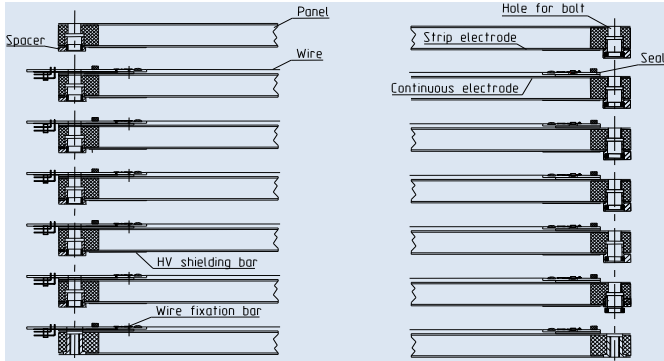 Panel
Hole for bolt
Spacer
Strip electrode
Wire
Seal
Continuous electrode
HV shielding bar
Wire fixation bar